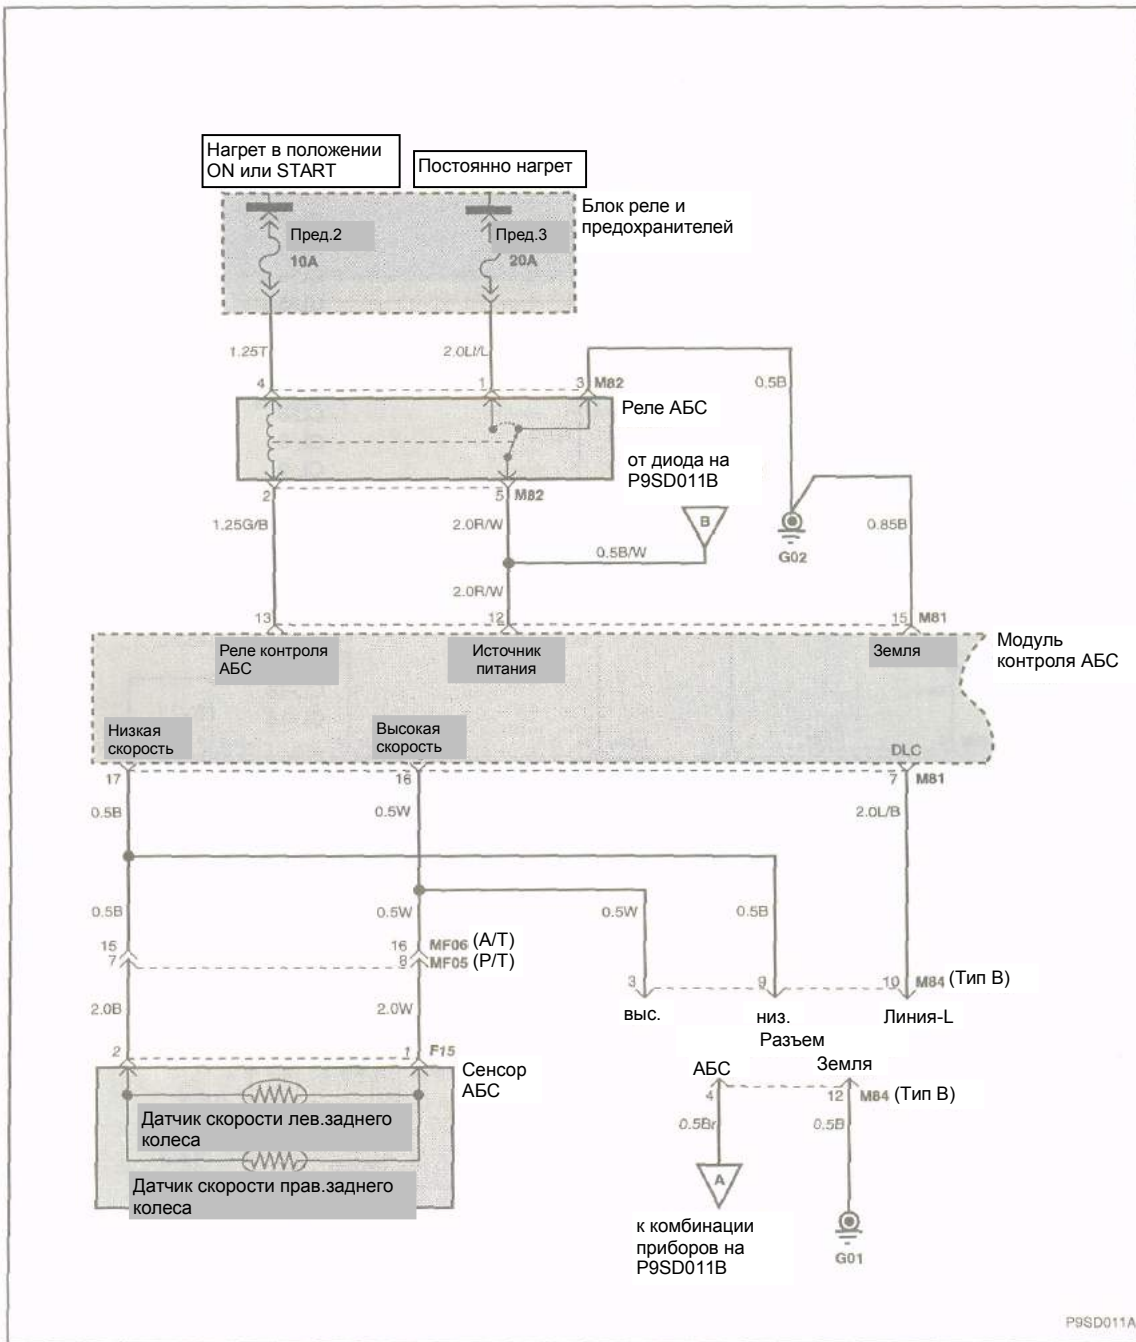 Нагрет в положении
ON или START
Постоянно нагрет
Блок реле и
предохранителей
Пред.2
10A
Пред.3
20A
1.25T
4
1
3 M82
0.5B
Реле АБС
от диода на
P9SD011B
2
5 M82
1.25G/B
2.0R/W
B
0.5B/W
G02
0.85B
2.0R/W
13
12
15 M81
Реле контроля
АБС
Источник
питания
Земля
Модуль
контроля АБС
Низкая
скорость
Высокая
скорость
DLC
17
16
7 M81
0.5B
0.5W
2.0L/B
0.5B
0.5W
0.5W
0.5B
15
16 MF06 (A/T)
7
8 MF05 (P/T)
3
9
10 M84 (Тип B)
2.0B
2.0W
выс.
низ.
Линия-L
Разъем
2
1 F15
Сенсор
АБС
АБС
Земля
4
12 M84 (Тип B)
Датчик скорости лев.заднего
колеса
0.5Br
0.5B
Датчик скорости прав.заднего
колеса
A
к комбинации
приборов на
P9SD011B
G01
P9SD011A